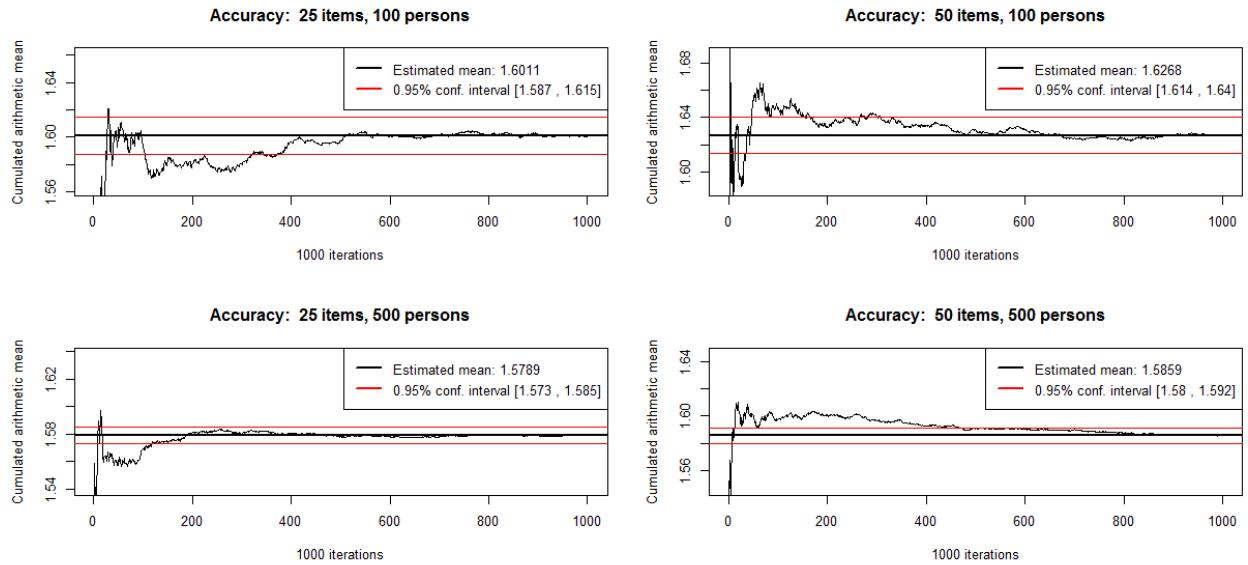 Accuracy: 25 items, 100 persons
Cumulated arithmetic mean
1.56 1.60 1.64
Estimated mean: 1.6011
0.95% conf. interval [1.587 , 1.615]
0 200 400 600 800 1000
1000 iterations
Accuracy: 50 items, 100 persons
Cumulated arithmetic mean
1.60 1.64 1.68
Estimated mean: 1.6268
0.95% conf. interval [1.614 , 1.64]
0 200 400 600 800 1000
1000 iterations
Accuracy: 25 items, 500 persons
Cumulated arithmetic mean
1.54 1.58 1.62
Estimated mean: 1.5789
0.95% conf. interval [1.573 , 1.585]
0 200 400 600 800 1000
1000 iterations
Accuracy: 50 items, 500 persons
Cumulated arithmetic mean
1.56 1.60 1.64
Estimated mean: 1.5859
0.95% conf. interval [1.58 , 1.592]
0 200 400 600 800 1000
1000 iterations